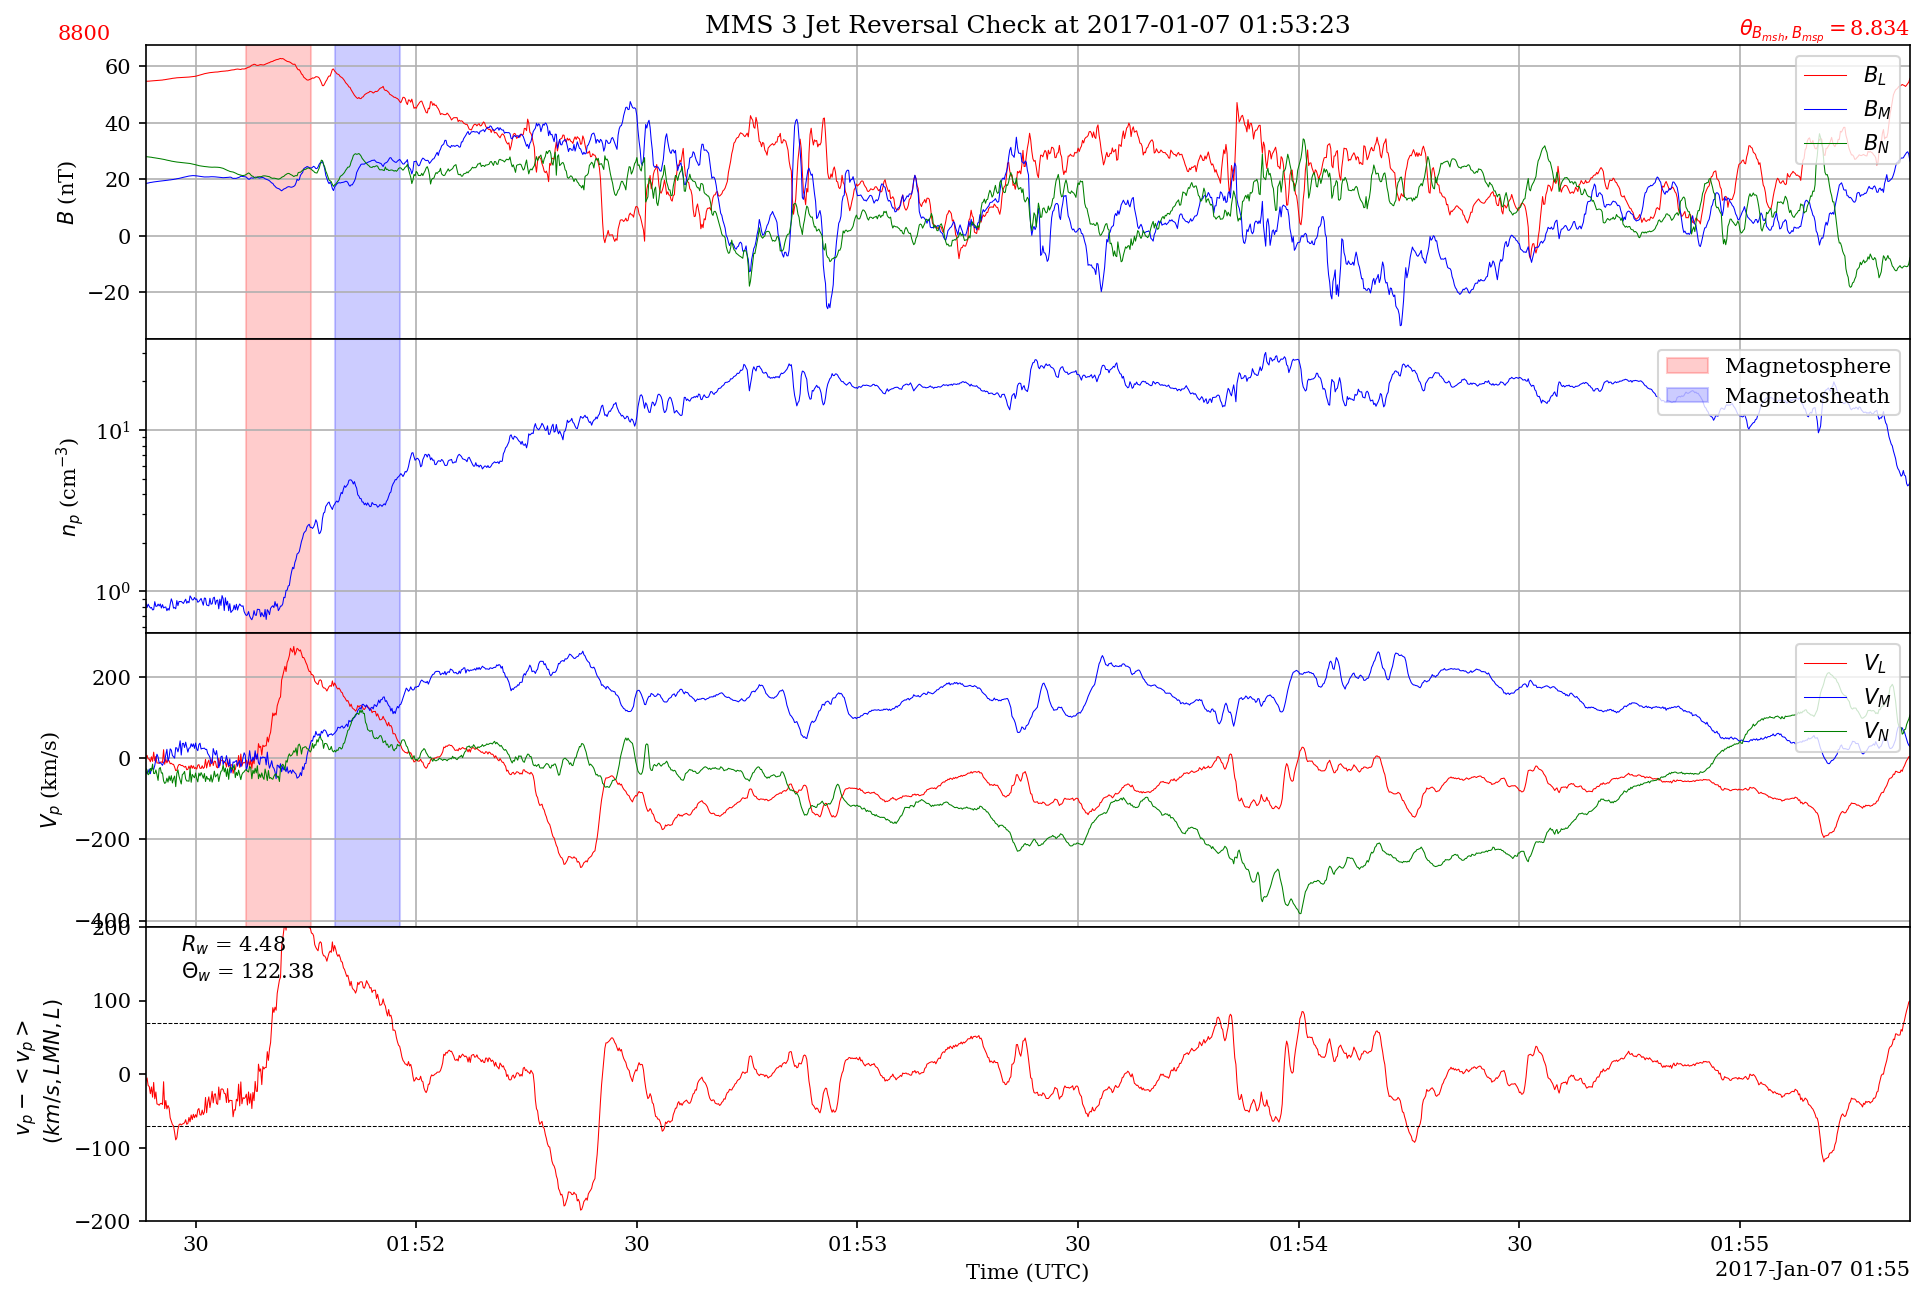 8800
MMS 3 Jet Reversal Check at 2017-01-07 01:53:23
θ_{B_{msh}, B_{msp}} = 8.834
B (nT)
60
40
20
0
−20
B_L
B_M
B_N
n_p (cm^{−3})
10^1
10^0
Magnetosphere
Magnetosheath
V_p (km/s)
200
0
−200
−400
V_L
V_M
V_N
v_p − < v_p >
(km/s, LMN, L)
200
100
0
−100
−200
R_w = 4.48
Θ_w = 122.38
30 01:52 30 01:53 30 01:54 30 01:55
Time (UTC)
2017-Jan-07 01:55